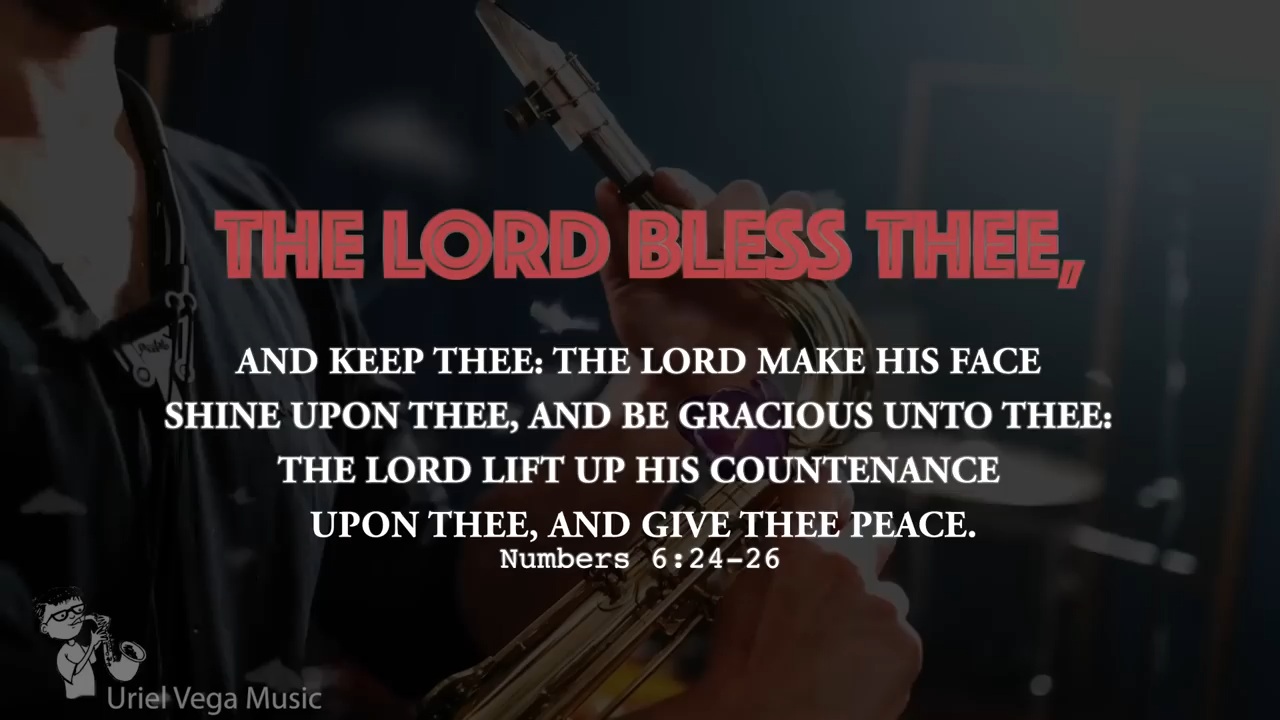 THE LORD BLESS THEE,
AND KEEP THEE: THE LORD MAKE HIS FACE
SHINE UPON THEE, AND BE GRACIOUS UNTO THEE:
THE LORD LIFT UP HIS COUNTENANCE
UPON THEE, AND GIVE THEE PEACE.
Numbers 6:24-26
Uriel Vega Music